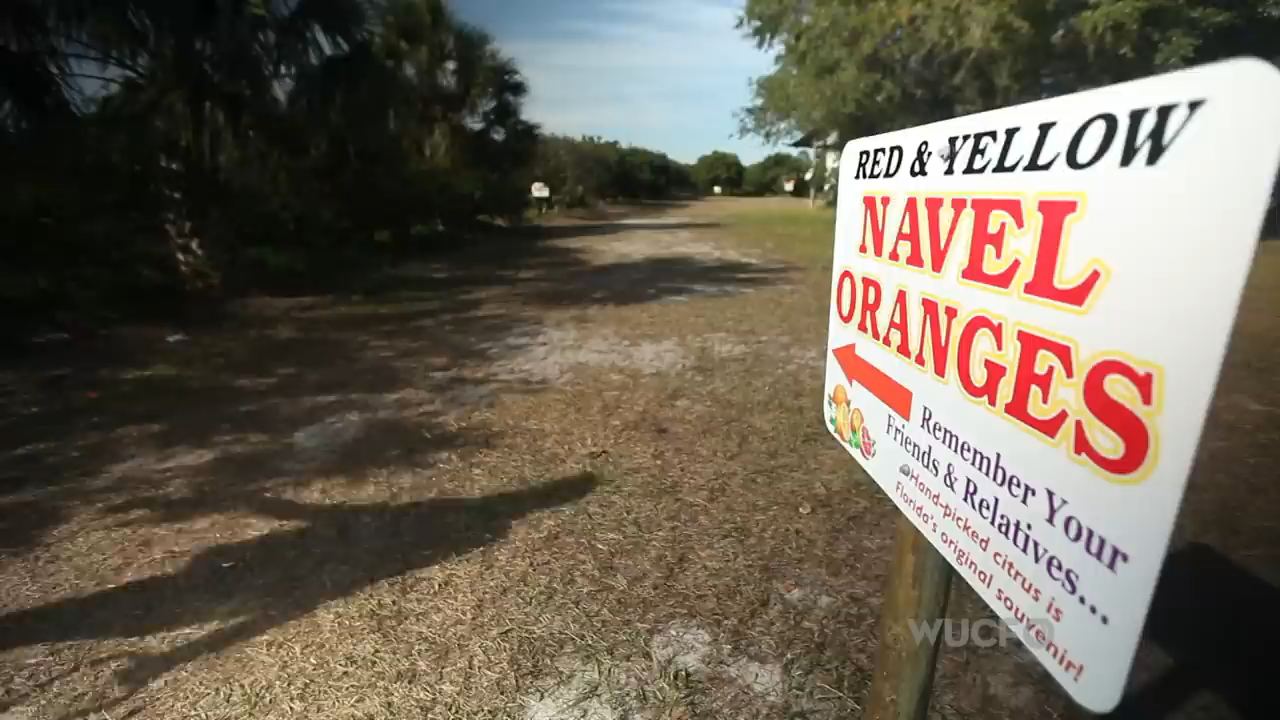 RED & YELLOW
NAVEL
ORANGES
Remember Your
Friends & Relatives...
Hand-picked citrus is
Florida's original souvenir!
WUCF